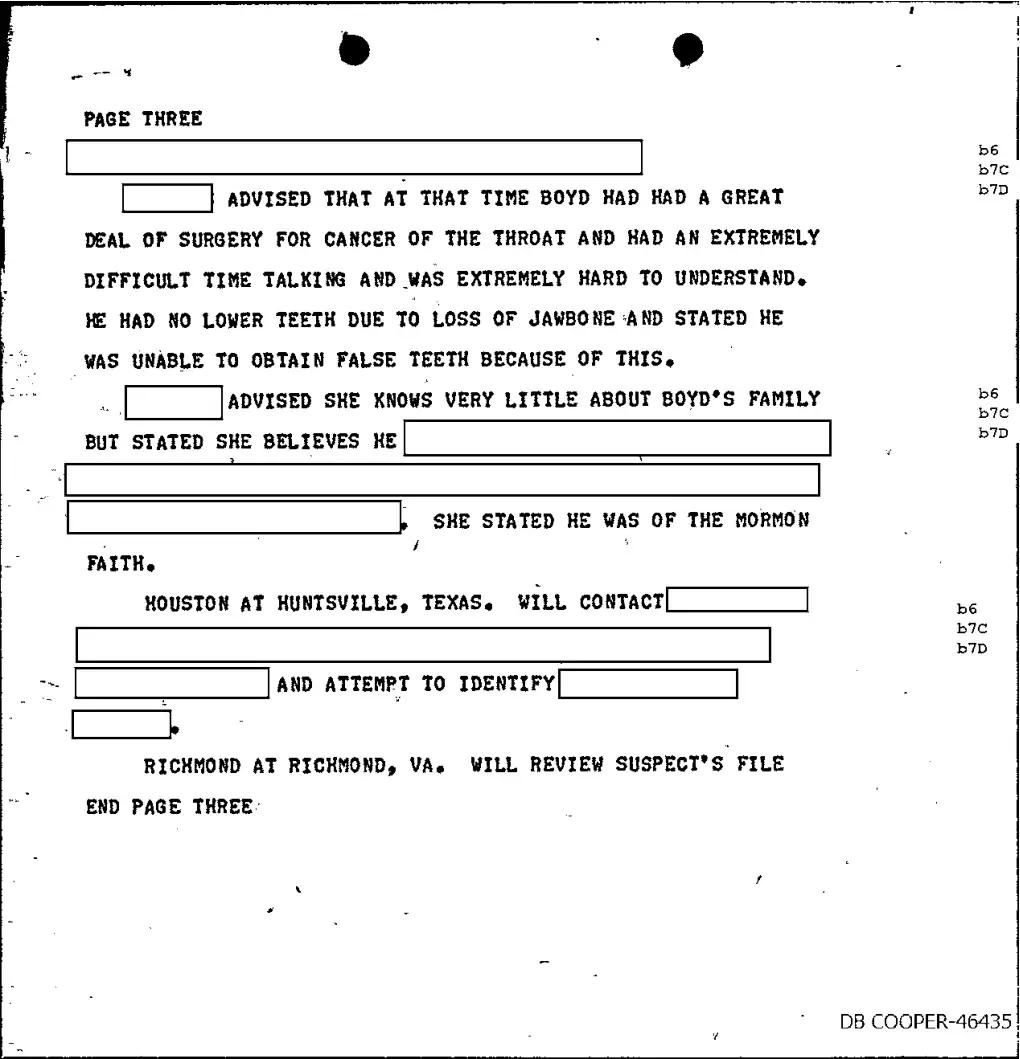 PAGE THREE
b6
b7C
b7D
ADVISED THAT AT THAT TIME BOYD HAD HAD A GREAT
DEAL OF SURGERY FOR CANCER OF THE THROAT AND HAD AN EXTREMELY
DIFFICULT TIME TALKING AND WAS EXTREMELY HARD TO UNDERSTAND.
HE HAD NO LOWER TEETH DUE TO LOSS OF JAWBONE AND STATED HE
WAS UNABLE TO OBTAIN FALSE TEETH BECAUSE OF THIS.
ADVISED SHE KNOWS VERY LITTLE ABOUT BOYD'S FAMILY
b6
b7C
b7D
BUT STATED SHE BELIEVES HE
. SHE STATED HE WAS OF THE MORMON
FAITH.
HOUSTON AT HUNTSVILLE, TEXAS. WILL CONTACT
b6
b7C
b7D
AND ATTEMPT TO IDENTIFY
.
RICHMOND AT RICHMOND, VA. WILL REVIEW SUSPECT'S FILE
END PAGE THREE
DB COOPER-46435